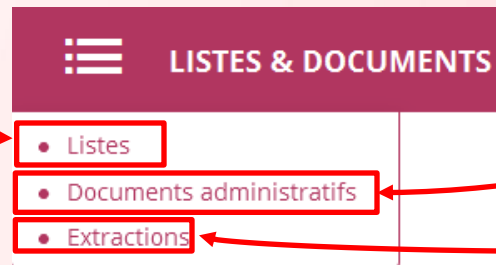 LISTES & DOCUMENTS
Listes
Documents administratifs
Extractions